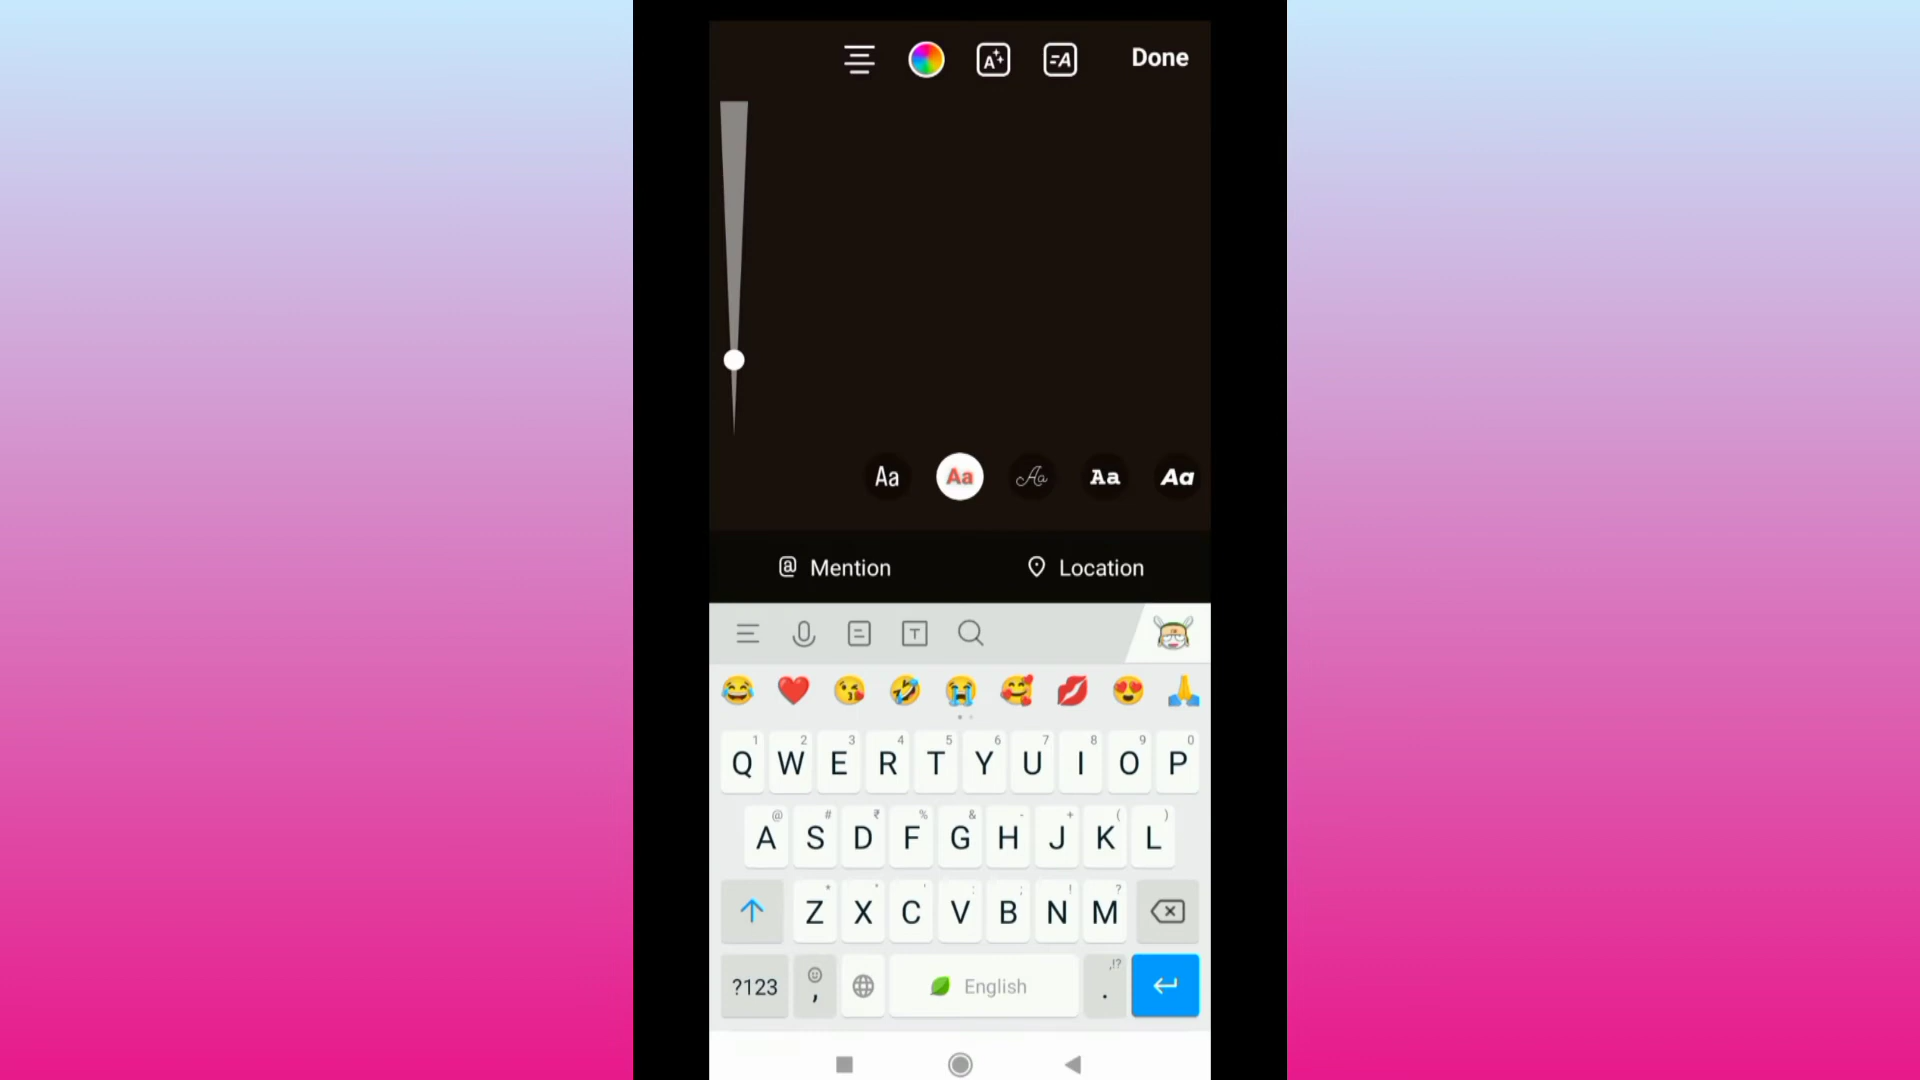 A Done
=A
Aa Aa Aa Aa Aa
@ Mention Location
T
1 2 3 4 5 6 7 8 9 0
Q W E R T Y U I O P
@ # ₹ % & - + ( )
A S D F G H J K L
* " ' : ; ! ?
Z X C V B N M
,!?
?123 , English .